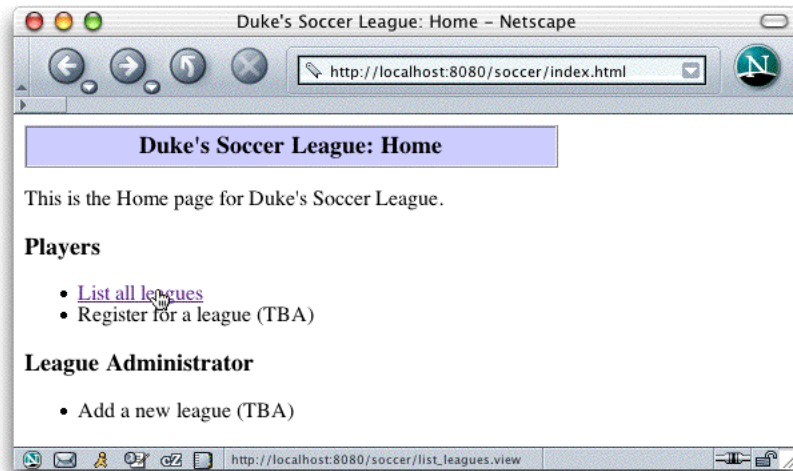 Duke's Soccer League: Home – Netscape
http://localhost:8080/soccer/index.html
N
Duke's Soccer League: Home
This is the Home page for Duke's Soccer League.
Players
• List all leagues
• Register for a league (TBA)
League Administrator
• Add a new league (TBA)
http://localhost:8080/soccer/list_leagues.view